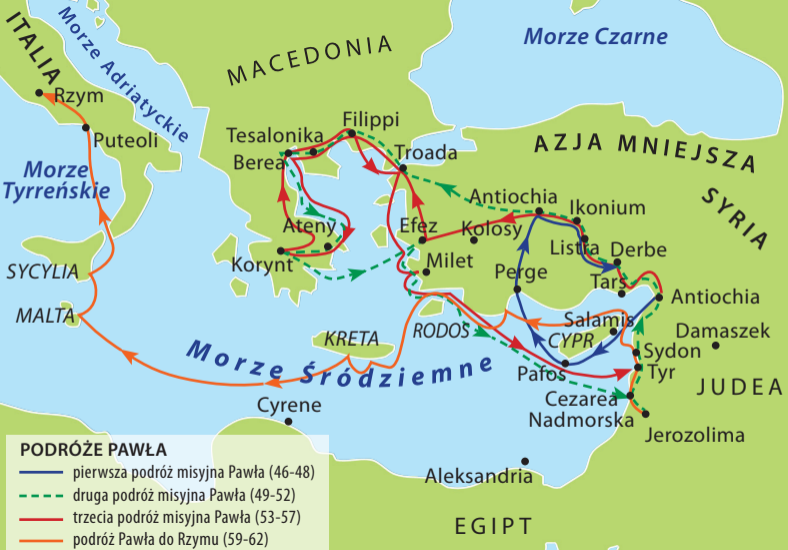 ITALIA
Morze Adriatyckie
MACEDONIA
Morze Czarne
Rzym
Puteoli
Morze
Tyrreńskie
Filippi
Tesalonika
Berea
Troada
AZJA MNIEJSZA
SYRIA
Antiochia
Ikonium
Ateny
Efez
Kolosy
Listra
Derbe
Korynt
Milet
Perge
Tars
Antiochia
SYCYLIA
MALTA
KRETA
RODOS
Salamis
CYPR
Damaszek
Morze Śródziemne
Pafos
Sydon
Tyr
JUDEA
Cezarea
Nadmorska
Jerozolima
Cyrene
Aleksandria
EGIPT
PODRÓŻE PAWŁA
pierwsza podróż misyjna Pawła (46-48)
druga podróż misyjna Pawła (49-52)
trzecia podróż misyjna Pawła (53-57)
podróż Pawła do Rzymu (59-62)